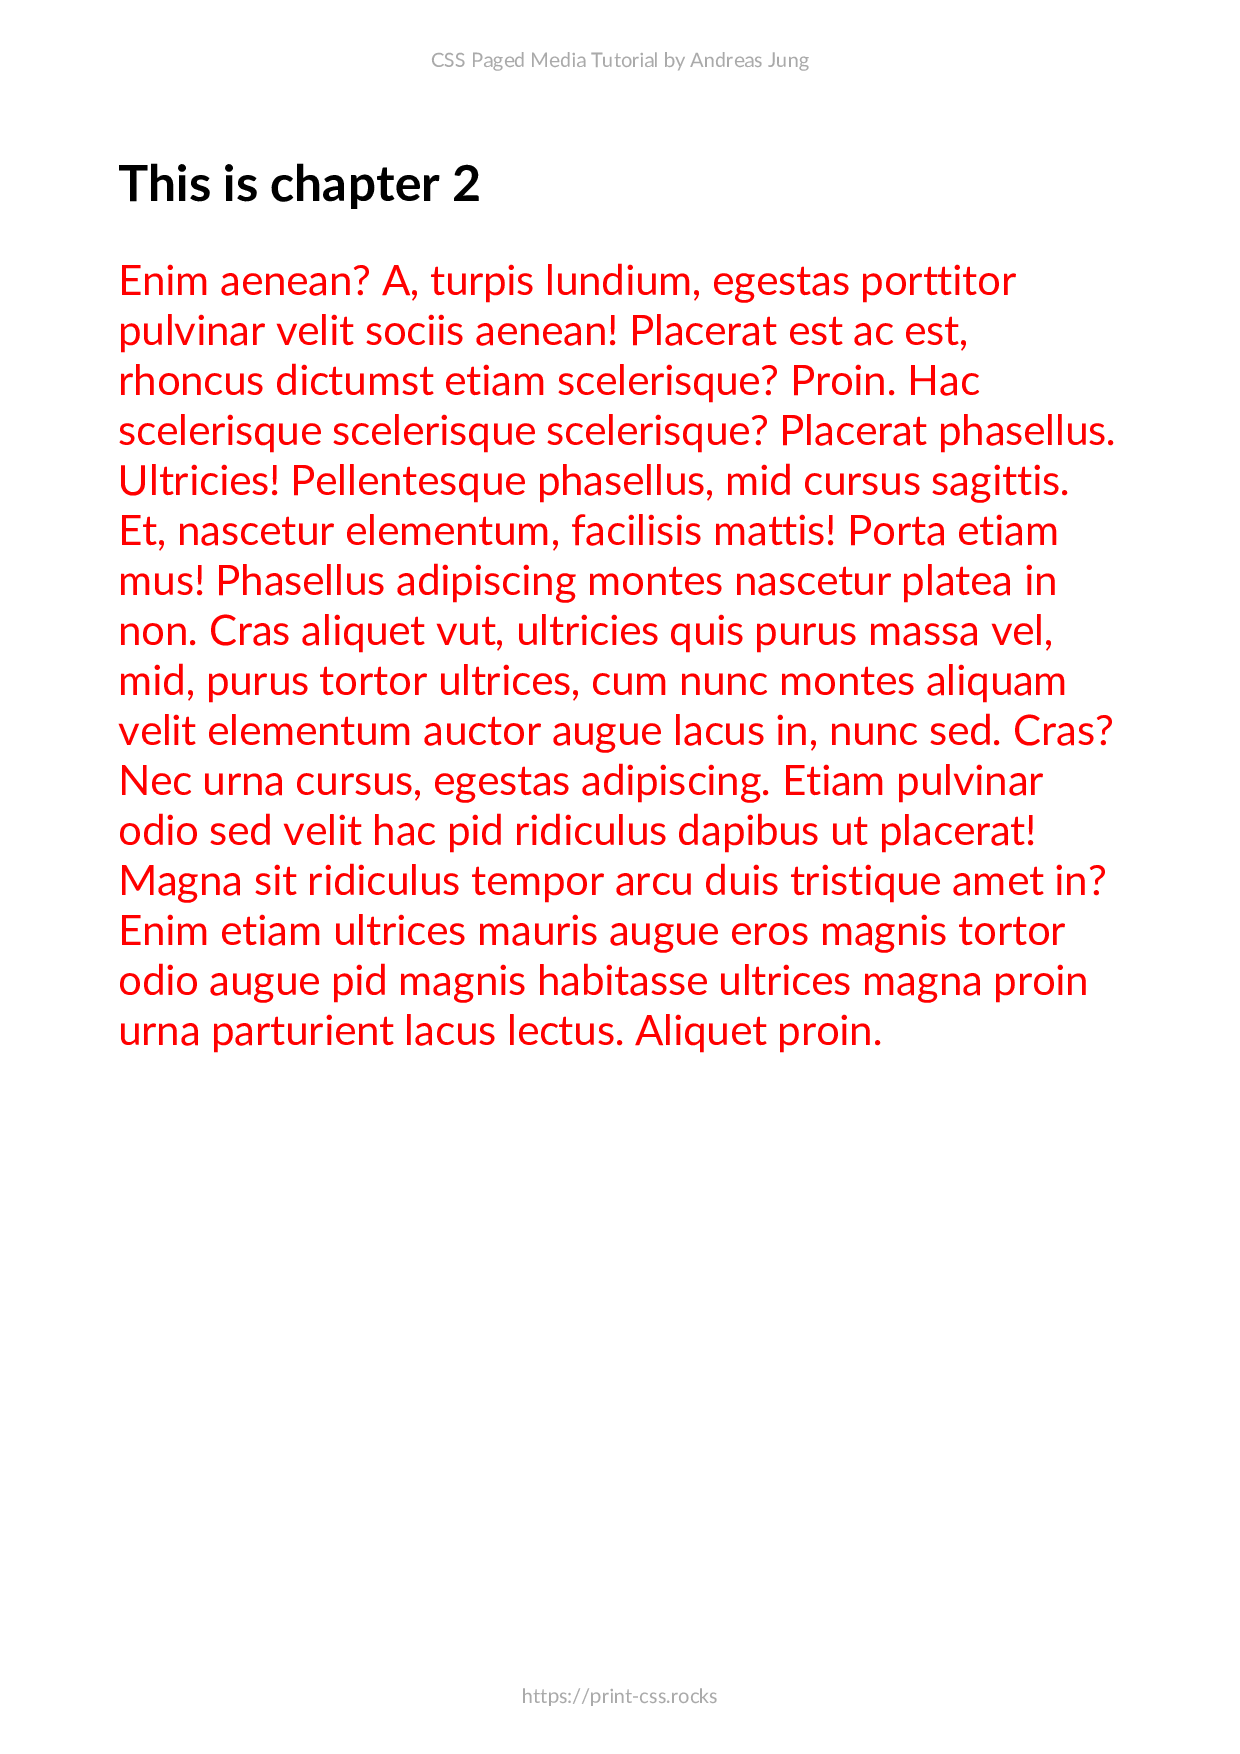 CSS Paged Media Tutorial by Andreas Jung
This is chapter 2
Enim aenean? A, turpis lundium, egestas porttitor
pulvinar velit sociis aenean! Placerat est ac est,
rhoncus dictumst etiam scelerisque? Proin. Hac
scelerisque scelerisque scelerisque? Placerat phasellus.
Ultricies! Pellentesque phasellus, mid cursus sagittis.
Et, nascetur elementum, facilisis mattis! Porta etiam
mus! Phasellus adipiscing montes nascetur platea in
non. Cras aliquet vut, ultricies quis purus massa vel,
mid, purus tortor ultrices, cum nunc montes aliquam
velit elementum auctor augue lacus in, nunc sed. Cras?
Nec urna cursus, egestas adipiscing. Etiam pulvinar
odio sed velit hac pid ridiculus dapibus ut placerat!
Magna sit ridiculus tempor arcu duis tristique amet in?
Enim etiam ultrices mauris augue eros magnis tortor
odio augue pid magnis habitasse ultrices magna proin
urna parturient lacus lectus. Aliquet proin.
https://print-css.rocks